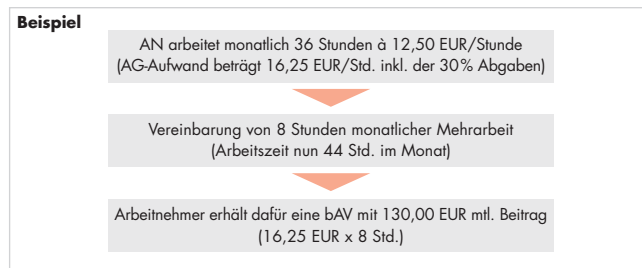 Beispiel
AN arbeitet monatlich 36 Stunden à 12,50 EUR/Stunde
(AG-Aufwand beträgt 16,25 EUR/Std. inkl. der 30% Abgaben)
Vereinbarung von 8 Stunden monatlicher Mehrarbeit
(Arbeitszeit nun 44 Std. im Monat)
Arbeitnehmer erhält dafür eine bAV mit 130,00 EUR mtl. Beitrag
(16,25 EUR x 8 Std.)